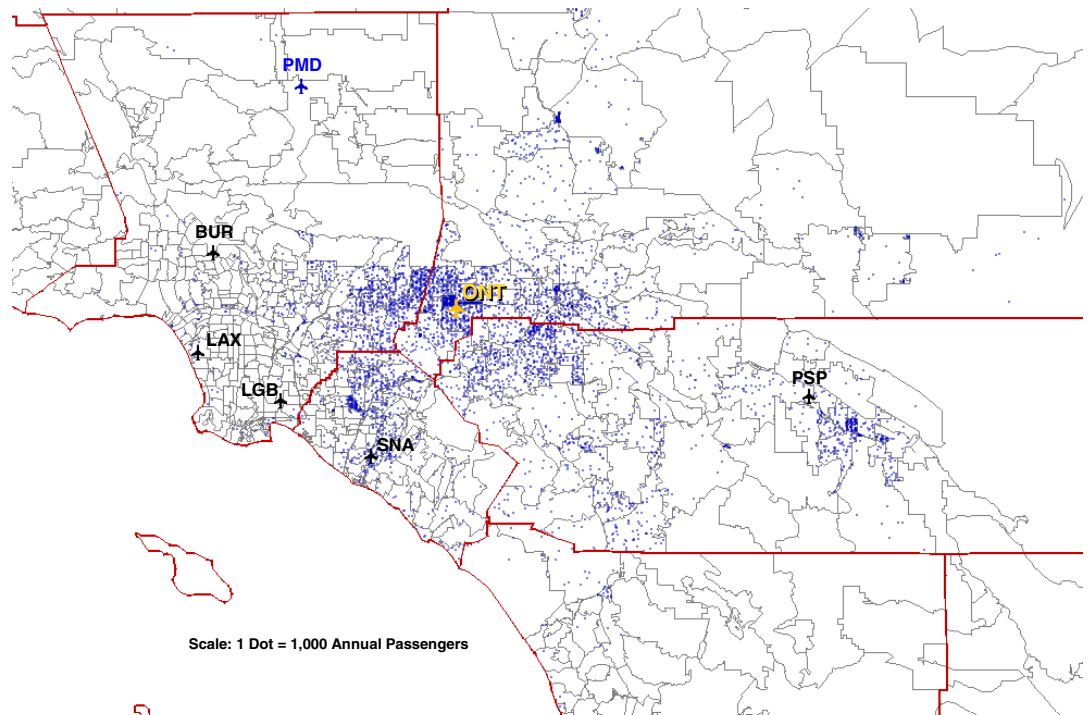 PMD
BUR
ONT
LAX
PSP
LGB
SNA
Scale: 1 Dot = 1,000 Annual Passengers